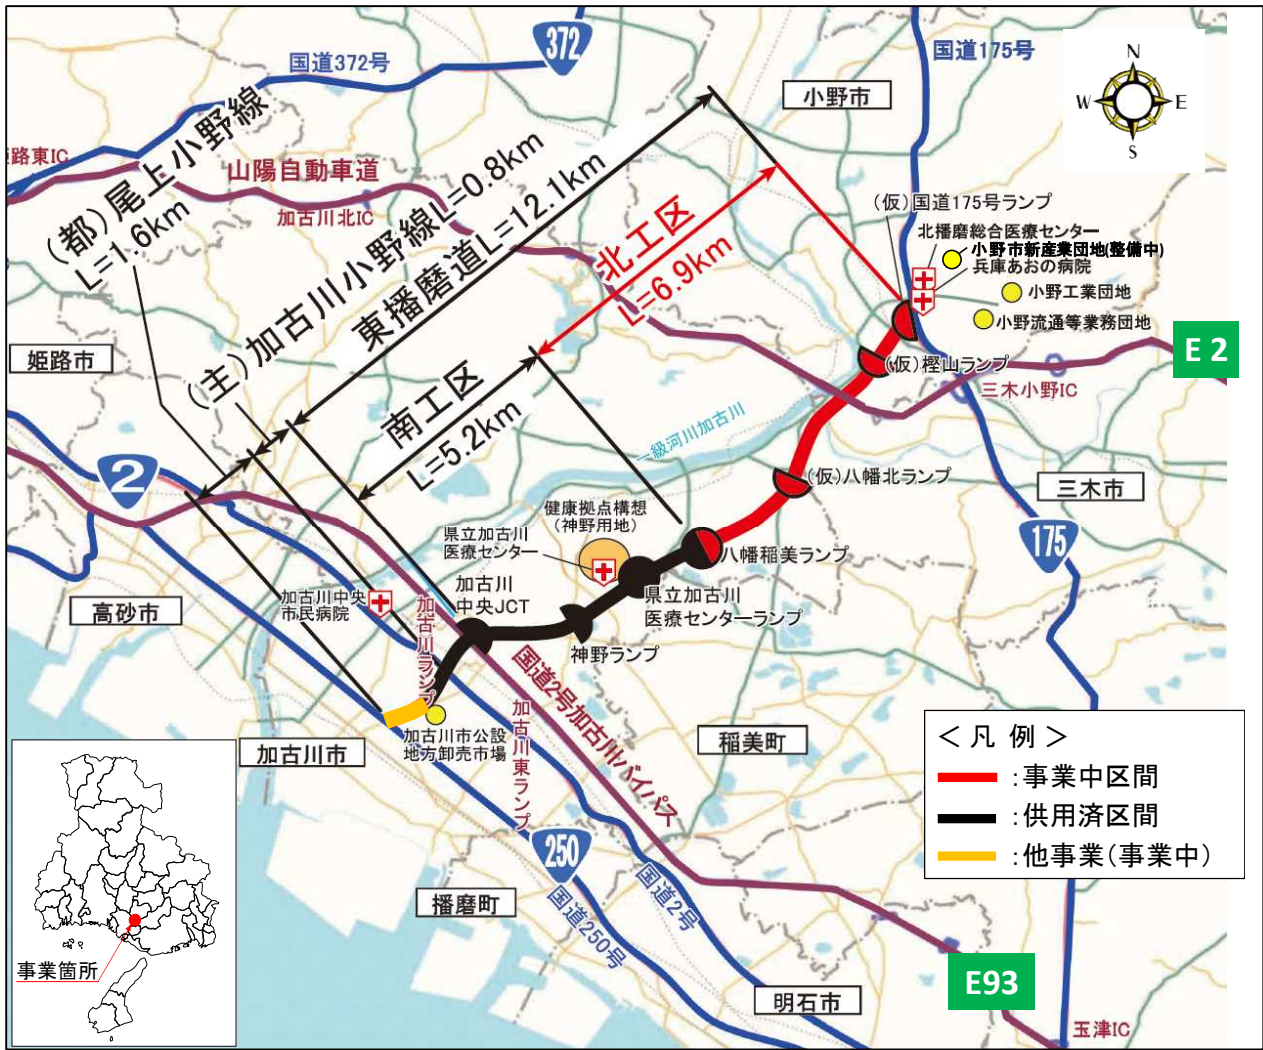 372
国道372号
国道175号
N
W
E
S
小野市
路東IC
山陽自動車道
加古川北IC
(都)尾上小野線
L=1.6km
(主)加古川小野線L=0.8km
東播磨道L=12.1km
北工区
L=6.9km
南工区
L=5.2km
(仮)国道175号ランプ
北播磨総合医療センター
小野市新産業団地(整備中)
兵庫あおの病院
小野工業団地
小野流通等業務団地
E 2
姫路市
(仮)樫山ランプ
三木小野IC
一級河川加古川
2
(仮)八幡北ランプ
三木市
175
健康拠点構想
(神野用地)
県立加古川
医療センター
八幡稲美ランプ
加古川
中央JCT
県立加古川
医療センターランプ
神野ランプ
高砂市
加古川中央
市民病院
加古川ランプ
国道2号加古川バイパス
加古川東ランプ
加古川市公設
地方卸売市場
加古川市
稲美町
250
国道250号
国道2号
播磨町
明石市
E93
玉津IC
＜凡 例＞
:事業中区間
:供用済区間
:他事業(事業中)
事業箇所